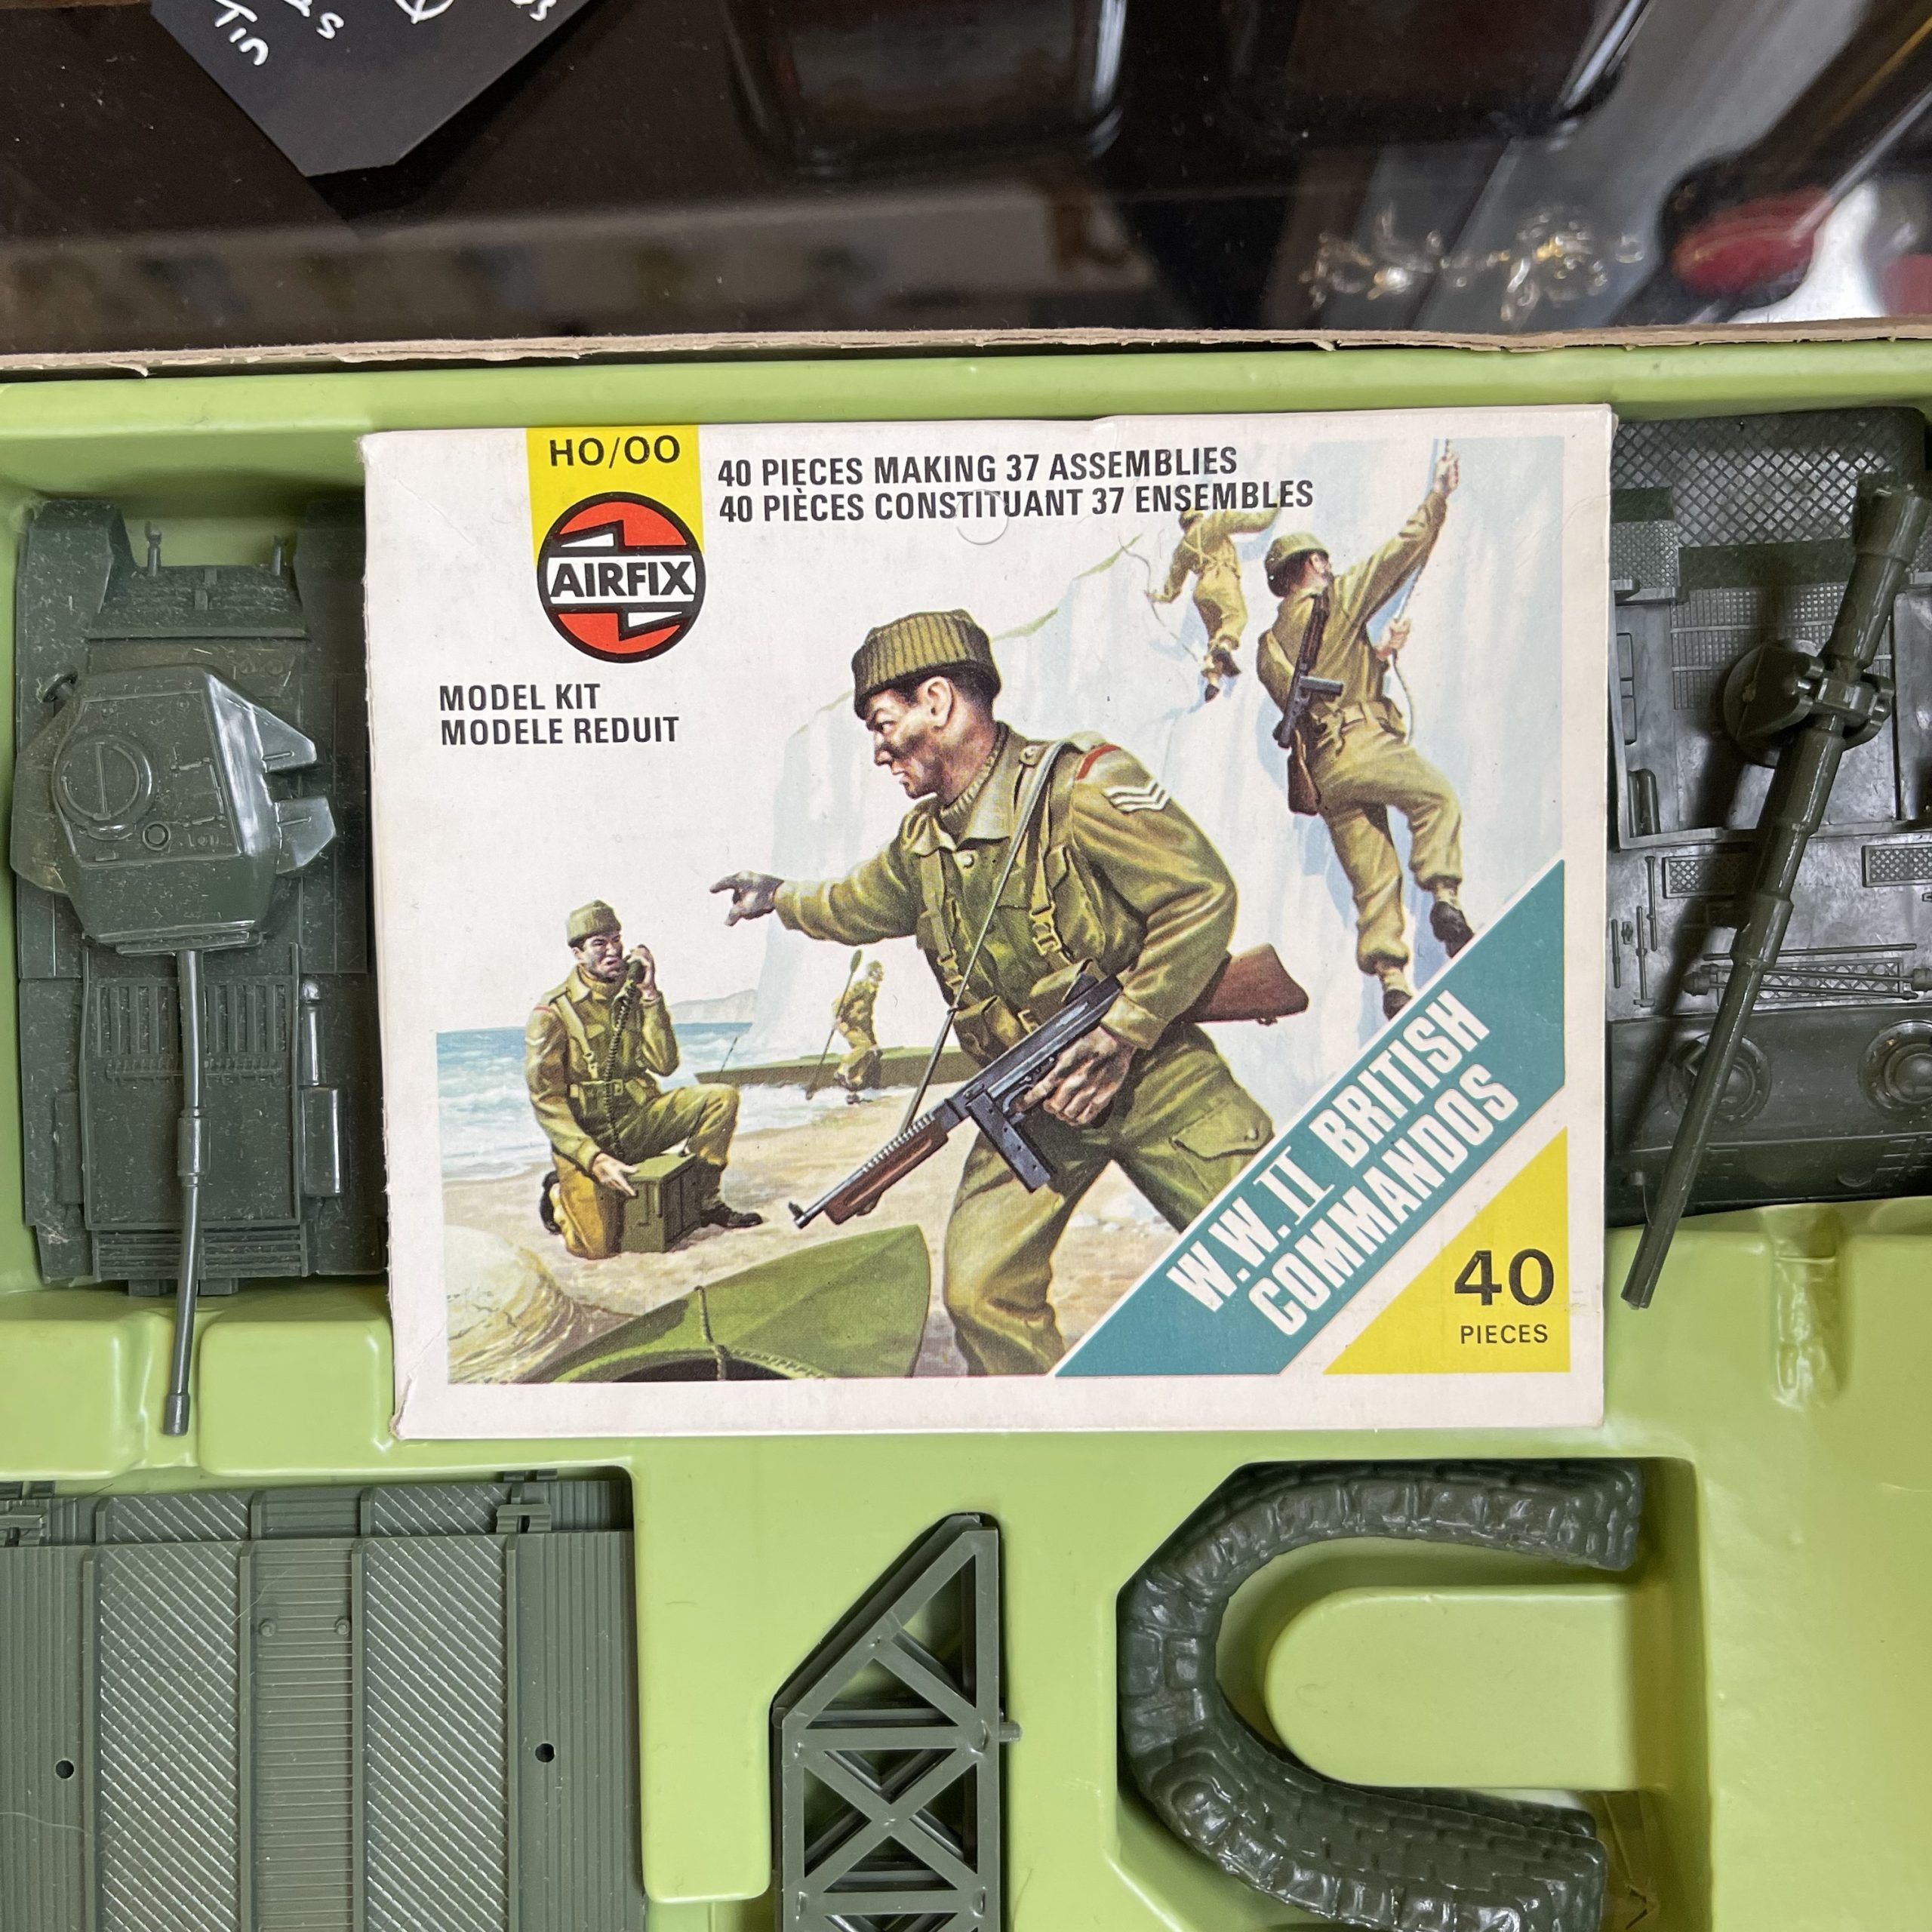 Tin
HO/OO
AIRFIX
40 PIECES MAKING 37 ASSEMBLIES
40 PIÈCES CONSTITUANT 37 ENSEMBLES
MODEL KIT
MODELE REDUIT
W.W.II BRITISH
COMMANDOS
40
PIECES